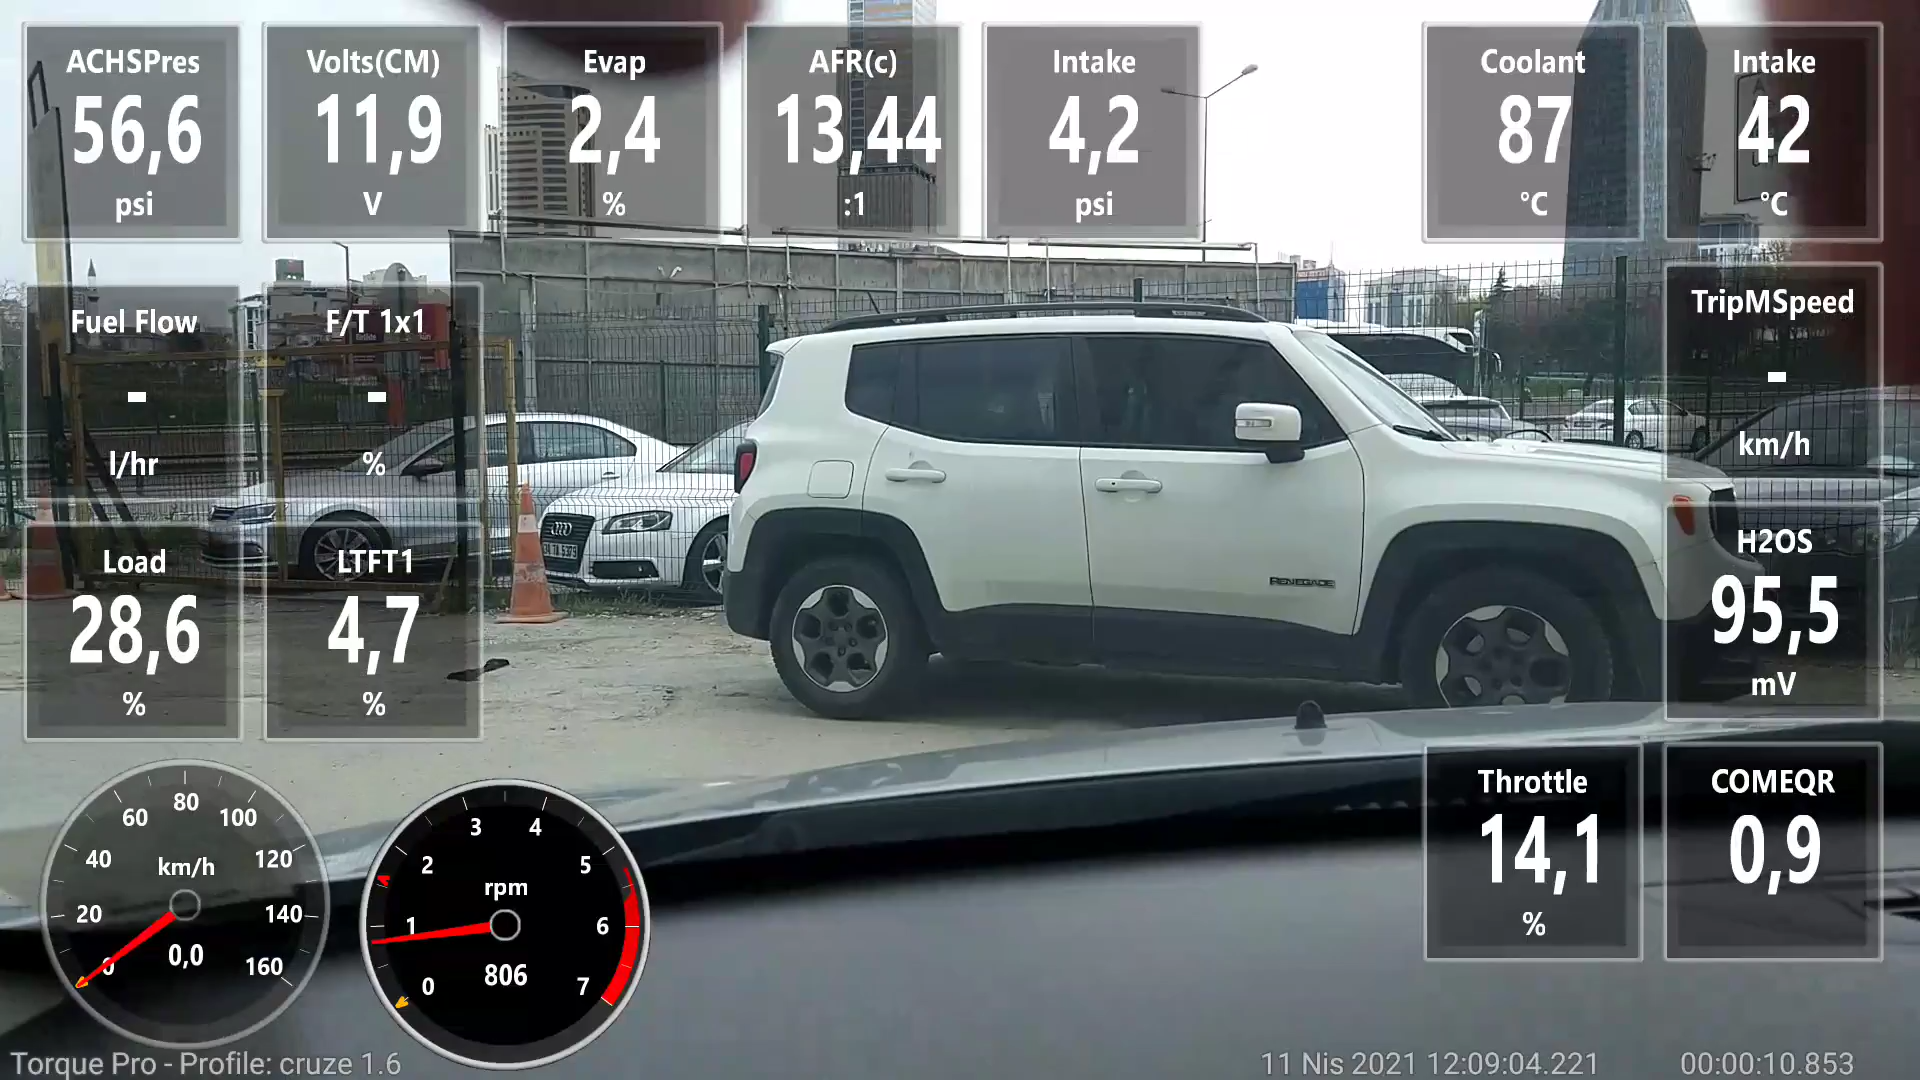 ACHSPres
56,6
psi
Volts(CM)
11,9
V
Evap
2,4
%
AFR(c)
13,44
:1
Intake
4,2
psi
Coolant
87
°C
Intake
42
°C
Fuel Flow
-
l/hr
F/T 1x1
-
%
TripMSpeed
-
km/h
Load
28,6
%
LTFT1
4,7
%
H2OS
95,5
mV
RENEGADE
Throttle
14,1
%
COMEQR
0,9
0
20
40
60
80
100
120
140
160
km/h
0,0
0
1
2
3
4
5
6
7
rpm
806
Torque Pro - Profile: cruze 1.6
11 Nis 2021 12:09:04.221
00:00:10.853